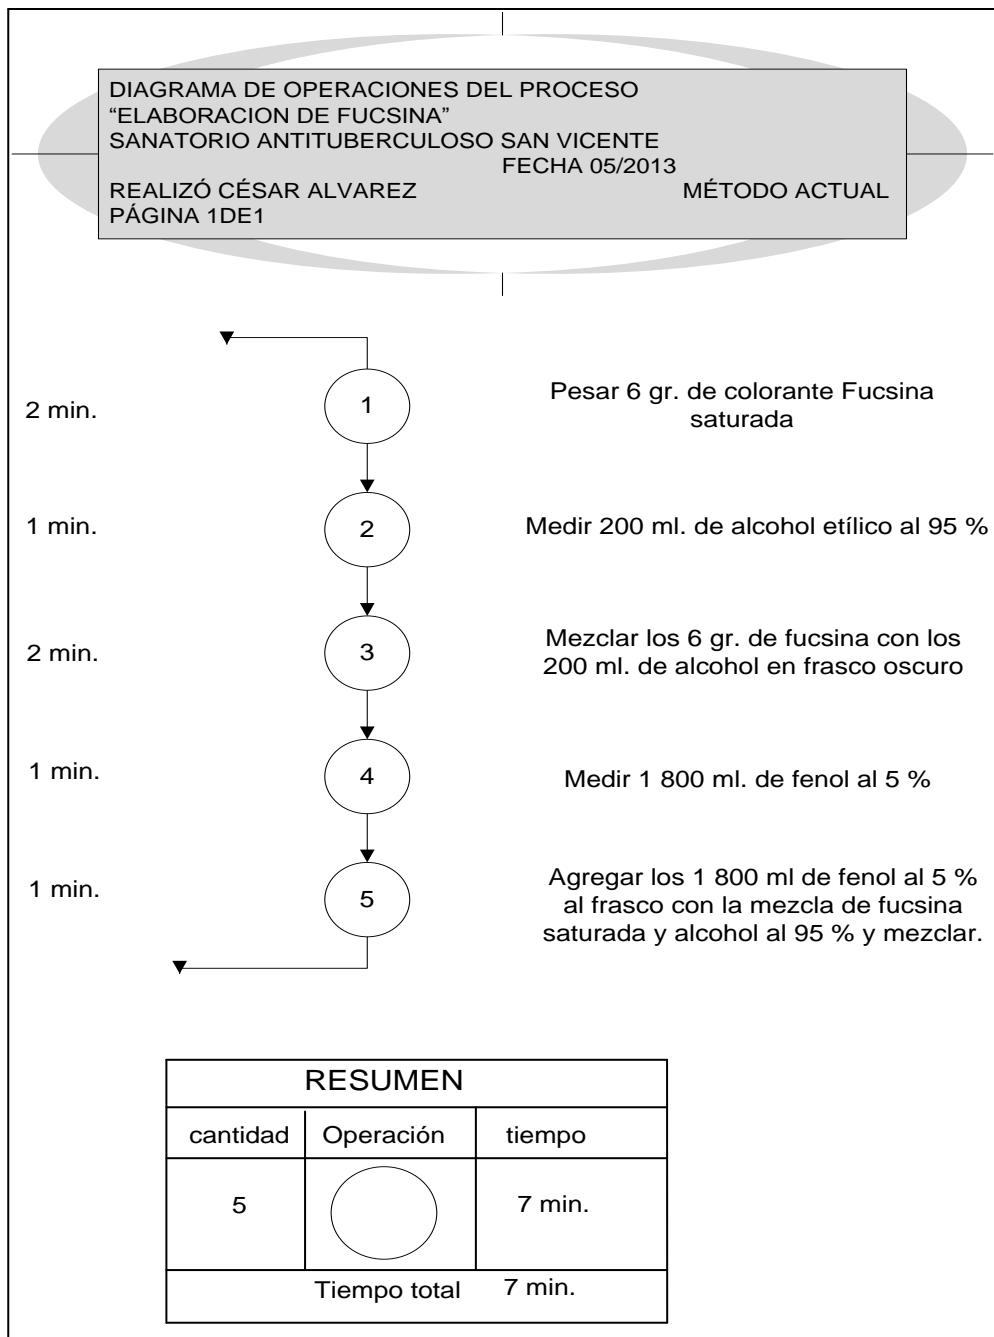 DIAGRAMA DE OPERACIONES DEL PROCESO
“ELABORACION DE FUCSINA”
SANATORIO ANTITUBERCULOSO SAN VICENTE
FECHA 05/2013
REALIZÓ CÉSAR ALVAREZ MÉTODO ACTUAL
PÁGINA 1DE1
2 min.
1
Pesar 6 gr. de colorante Fucsina
saturada
1 min.
2
Medir 200 ml. de alcohol etílico al 95 %
2 min.
3
Mezclar los 6 gr. de fucsina con los
200 ml. de alcohol en frasco oscuro
1 min.
4
Medir 1 800 ml. de fenol al 5 %
1 min.
5
Agregar los 1 800 ml de fenol al 5 %
al frasco con la mezcla de fucsina
saturada y alcohol al 95 % y mezclar.
RESUMEN
cantidad Operación tiempo
5 7 min.
Tiempo total 7 min.